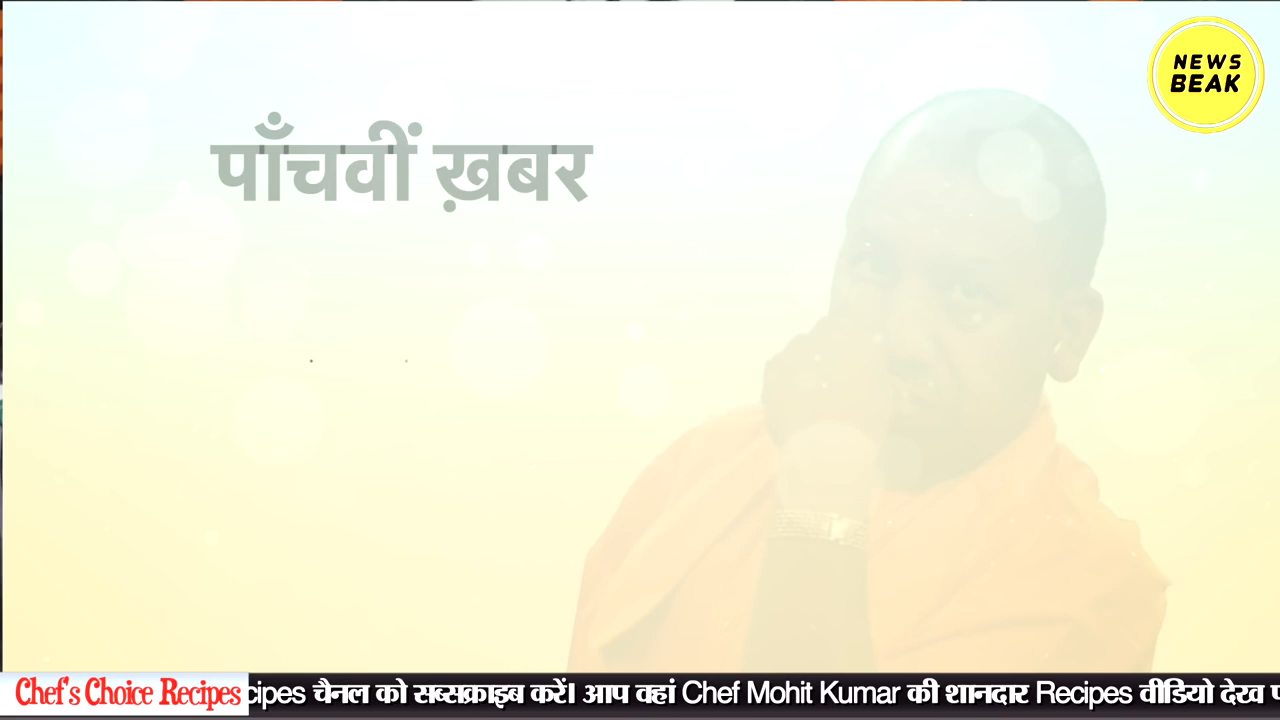 NEWS
BEAK
पाँचवीं ख़बर
Chef's Choice Recipes
cipes चैनल को सब्सक्राइब करें। आप वहां Chef Mohit Kumar की शानदार Recipes वीडियो देख